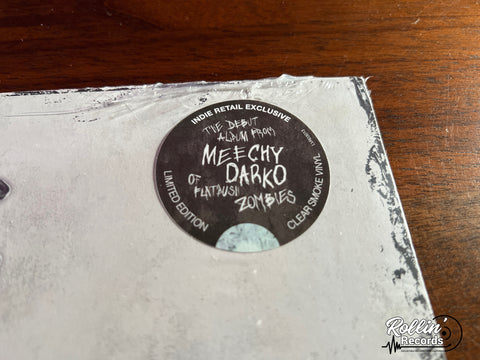 INDIE RETAIL EXCLUSIVE
THE DEBUT
ALBUM FROM
MEECHY
DARKO
OF
FLATBUSH
ZOMBIES
LIMITED EDITION
CLEAR SMOKE VINYL
Rollin'
Records